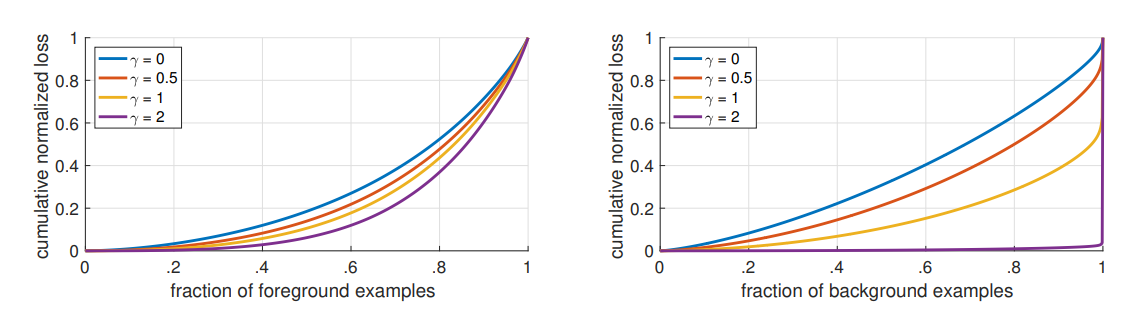 cumulative normalized loss
1
0.8
0.6
0.4
0.2
0
γ = 0
γ = 0.5
γ = 1
γ = 2
0 .2 .4 .6 .8 1
fraction of foreground examples
cumulative normalized loss
1
0.8
0.6
0.4
0.2
0
γ = 0
γ = 0.5
γ = 1
γ = 2
0 .2 .4 .6 .8 1
fraction of background examples